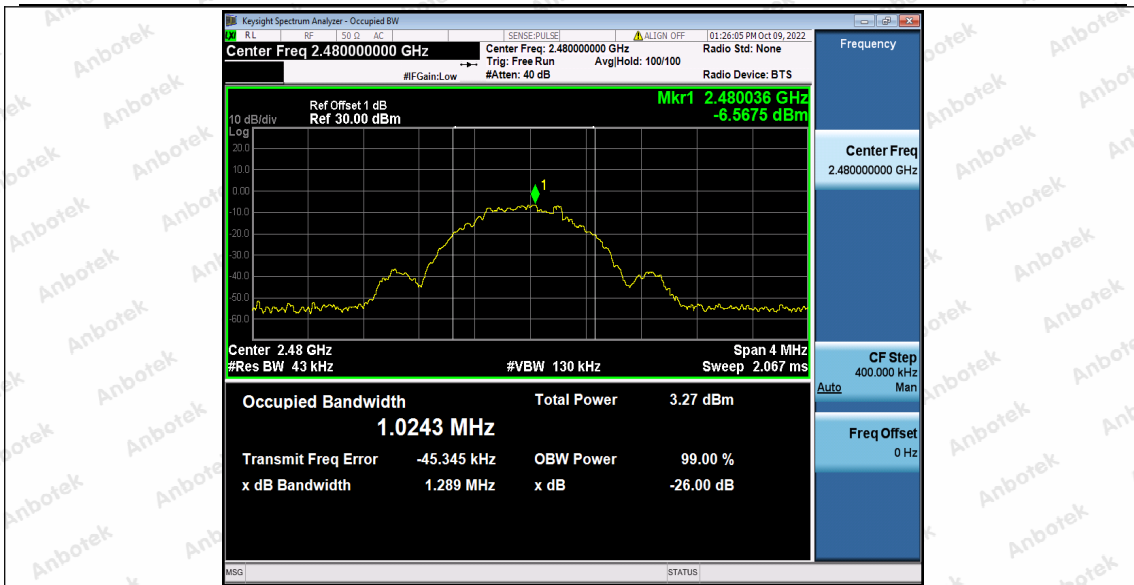 Keysight Spectrum Analyzer - Occupied BW
RL RF 50 Ω AC SENSE:PULSE ALIGN OFF 01:26:05 PM Oct 09, 2022
Center Freq 2.480000000 GHz
Center Freq: 2.480000000 GHz Radio Std: None
Trig: Free Run Avg|Hold: 100/100
#IFGain:Low #Atten: 40 dB Radio Device: BTS
Frequency
Mkr1 2.480036 GHz
-6.5675 dBm
Ref Offset 1 dB
10 dB/div Ref 30.00 dBm
Log
20.0
10.0
0.00
-10.0
-20.0
-30.0
-40.0
-50.0
-60.0
1
Center 2.48 GHz Span 4 MHz
#Res BW 43 kHz #VBW 130 kHz Sweep 2.067 ms
Occupied Bandwidth Total Power 3.27 dBm
1.0243 MHz
Transmit Freq Error -45.345 kHz OBW Power 99.00 %
x dB Bandwidth 1.289 MHz x dB -26.00 dB
Center Freq
2.480000000 GHz
CF Step
400.000 kHz
Auto Man
Freq Offset
0 Hz
MSG STATUS
Anbotek